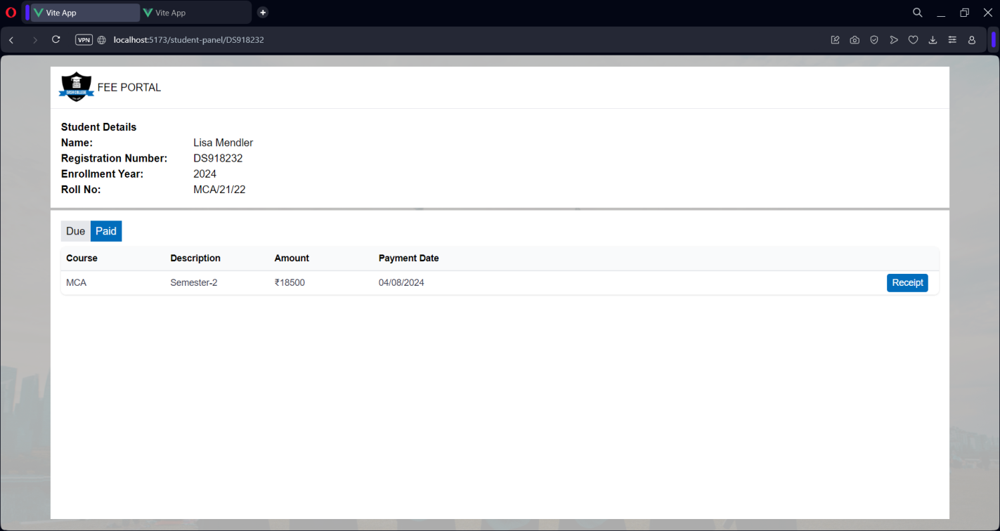 Vite App
Vite App
VPN
localhost:5173/student-panel/DS918232
DASH COLLEGE
FEE PORTAL
Student Details
Name: Lisa Mendler
Registration Number: DS918232
Enrollment Year: 2024
Roll No: MCA/21/22
Due Paid
Course Description Amount Payment Date
MCA Semester-2 ₹18500 04/08/2024 Receipt